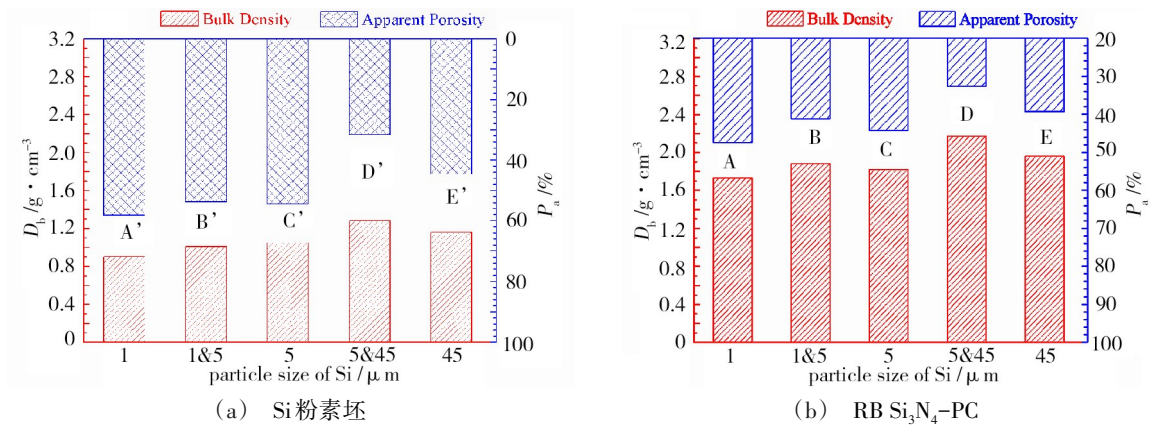 Bulk Density Apparent Porosity
3.2
2.8
2.4
2.0
1.6
1.2
0.8
0.4
0
D_b/g·cm⁻³
0
20
40
60
80
100
P_a/%
A’ B’ C’ D’ E’
1 1&5 5 5&45 45
particle size of Si/μm
(a) Si粉素坯
Bulk Density Apparent Porosity
3.2
2.8
2.4
2.0
1.6
1.2
0.8
0.4
0
D_b/g·cm⁻³
20
30
40
50
60
70
80
90
100
P_a/%
A B C D E
1 1&5 5 5&45 45
particle size of Si/μm
(b) RB Si₃N₄-PC